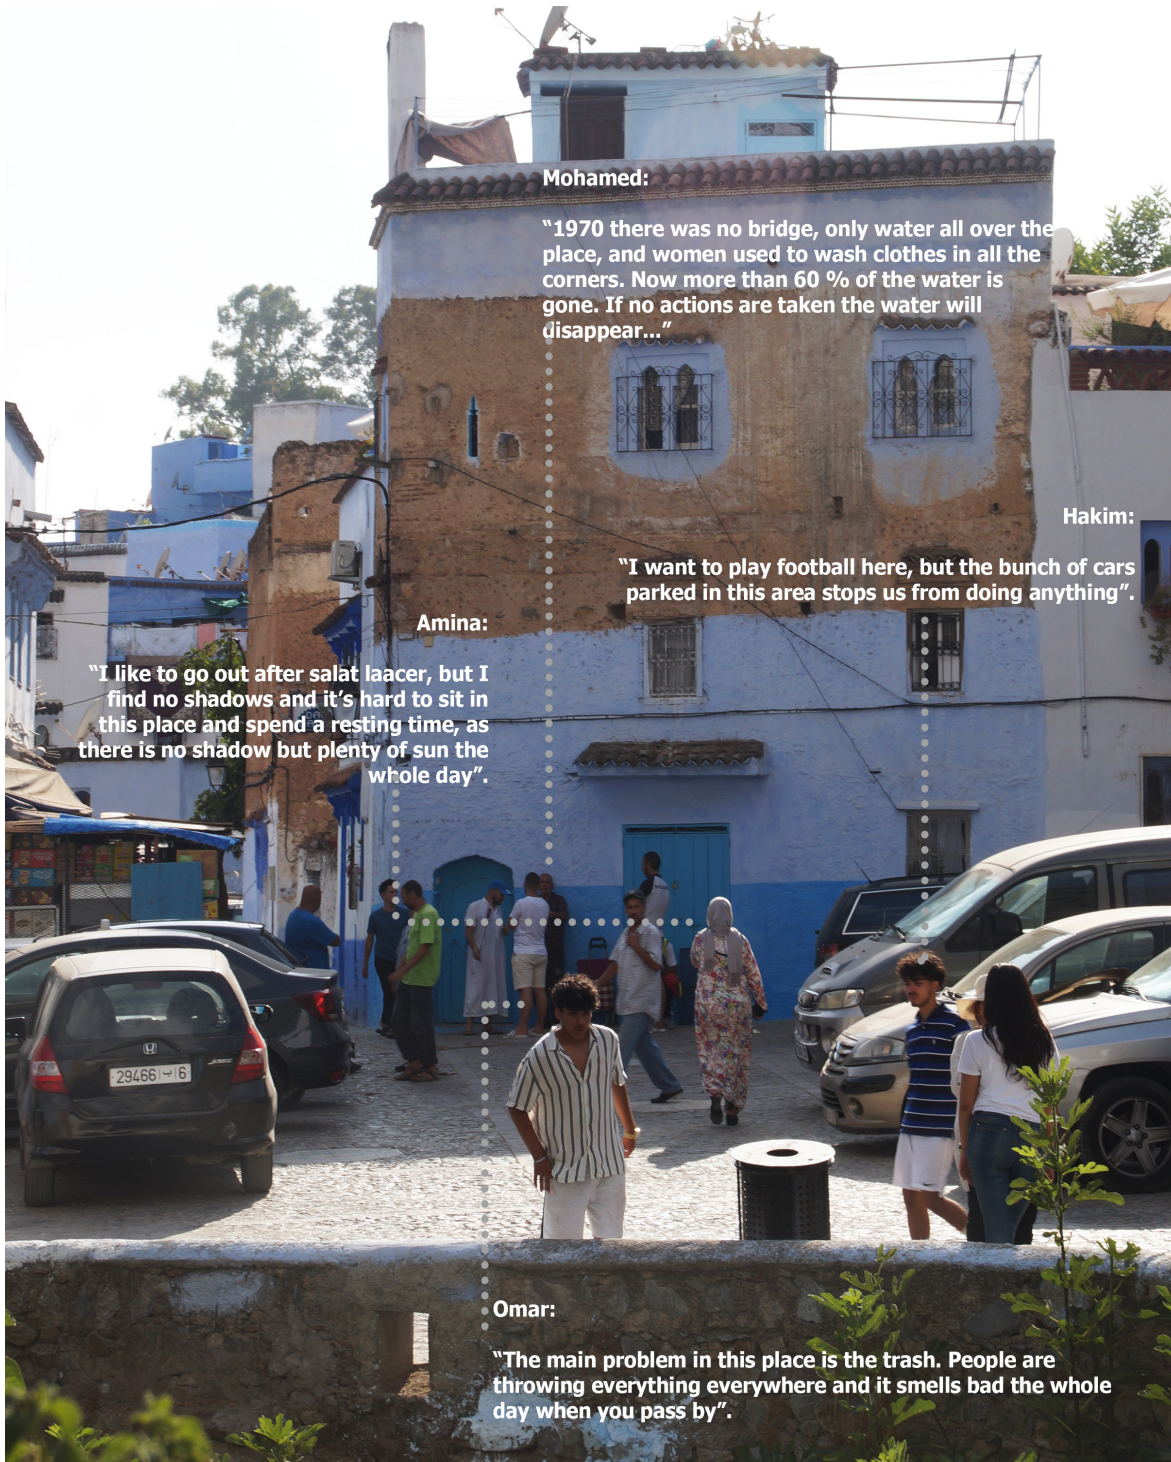 Mohamed:
“1970 there was no bridge, only water all over the
place, and women used to wash clothes in all the
corners. Now more than 60 % of the water is
gone. If no actions are taken the water will
disappear...”
Hakim:
“I want to play football here, but the bunch of cars
parked in this area stops us from doing anything”.
Amina:
“I like to go out after salat laacer, but I
find no shadows and it’s hard to sit in
this place and spend a resting time, as
there is no shadow but plenty of sun the
whole day”.
29466 ب 6
Omar:
“The main problem in this place is the trash. People are
throwing everything everywhere and it smells bad the whole
day when you pass by”.